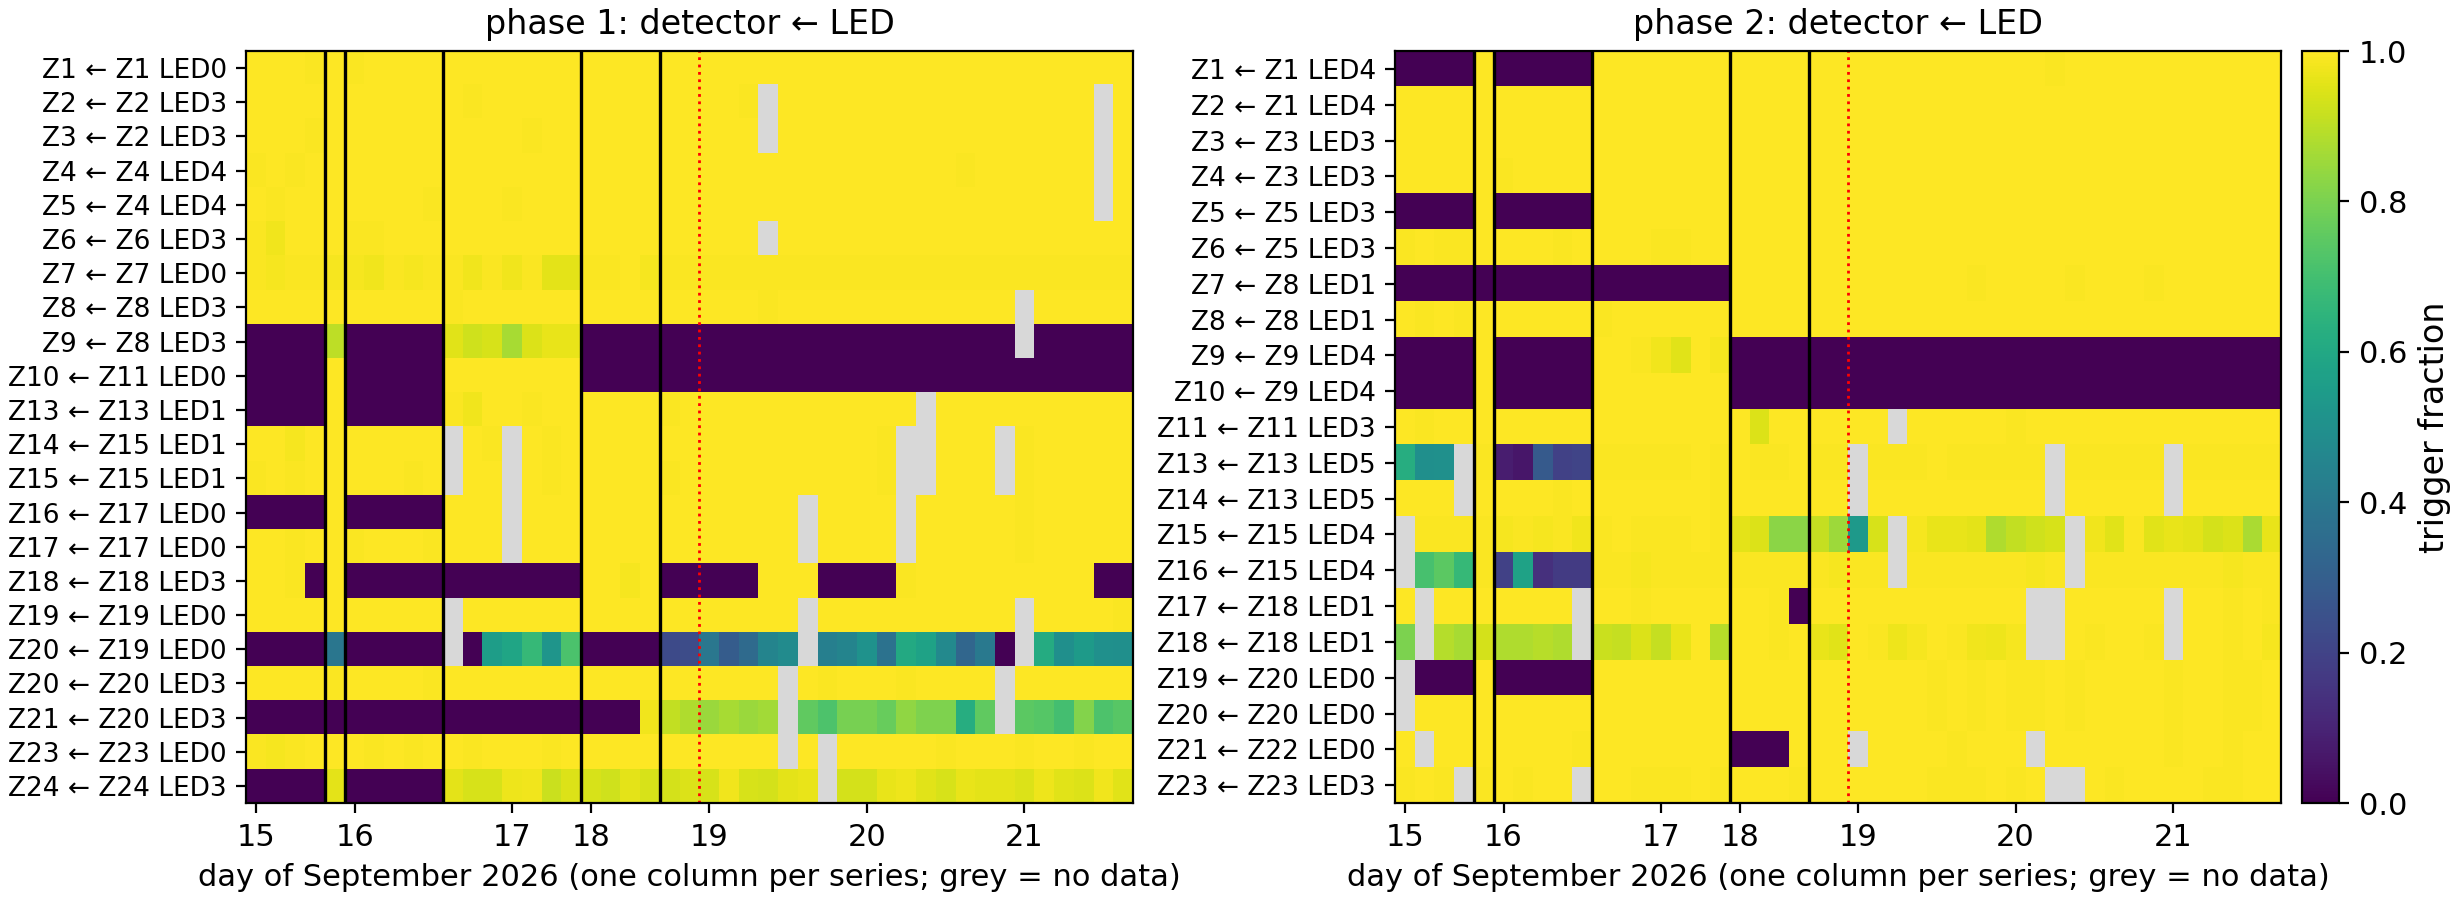 phase 1: detector ← LED
Z1 ← Z1 LED0
Z2 ← Z2 LED3
Z3 ← Z2 LED3
Z4 ← Z4 LED4
Z5 ← Z4 LED4
Z6 ← Z6 LED3
Z7 ← Z7 LED0
Z8 ← Z8 LED3
Z9 ← Z8 LED3
Z10 ← Z11 LED0
Z13 ← Z13 LED1
Z14 ← Z15 LED1
Z15 ← Z15 LED1
Z16 ← Z17 LED0
Z17 ← Z17 LED0
Z18 ← Z18 LED3
Z19 ← Z19 LED0
Z20 ← Z19 LED0
Z20 ← Z20 LED3
Z21 ← Z20 LED3
Z23 ← Z23 LED0
Z24 ← Z24 LED3
15 16 17 18 19 20 21
day of September 2026 (one column per series; grey = no data)
phase 2: detector ← LED
Z1 ← Z1 LED4
Z2 ← Z1 LED4
Z3 ← Z3 LED3
Z4 ← Z3 LED3
Z5 ← Z5 LED3
Z6 ← Z5 LED3
Z7 ← Z8 LED1
Z8 ← Z8 LED1
Z9 ← Z9 LED4
Z10 ← Z9 LED4
Z11 ← Z11 LED3
Z13 ← Z13 LED5
Z14 ← Z13 LED5
Z15 ← Z15 LED4
Z16 ← Z15 LED4
Z17 ← Z18 LED1
Z18 ← Z18 LED1
Z19 ← Z20 LED0
Z20 ← Z20 LED0
Z21 ← Z22 LED0
Z23 ← Z23 LED3
15 16 17 18 19 20 21
day of September 2026 (one column per series; grey = no data)
1.0
0.8
0.6
0.4
0.2
0.0
trigger fraction